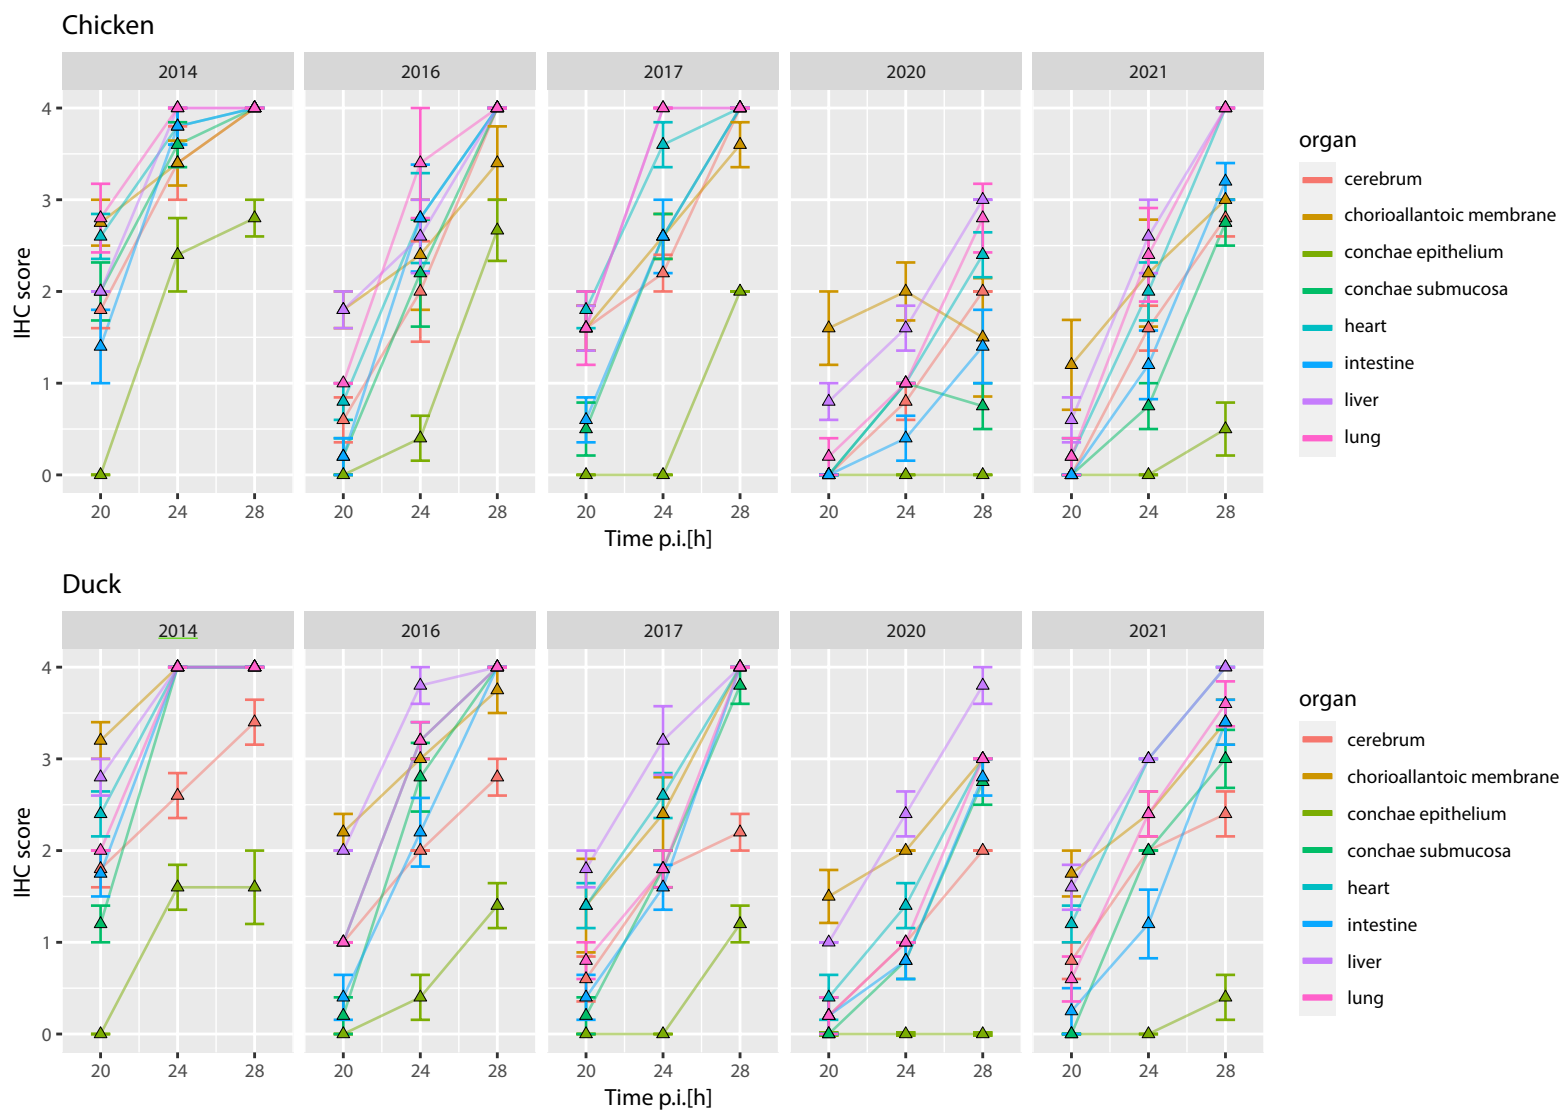 Chicken
2014 2016 2017 2020 2021
IHC score
4
3
2
1
0
20 24 28 20 24 28 20 24 28 20 24 28 20 24 28
Time p.i.[h]
organ
cerebrum
chorioallantoic membrane
conchae epithelium
conchae submucosa
heart
intestine
liver
lung
Duck
2014 2016 2017 2020 2021
IHC score
4
3
2
1
0
20 24 28 20 24 28 20 24 28 20 24 28 20 24 28
Time p.i.[h]
organ
cerebrum
chorioallantoic membrane
conchae epithelium
conchae submucosa
heart
intestine
liver
lung